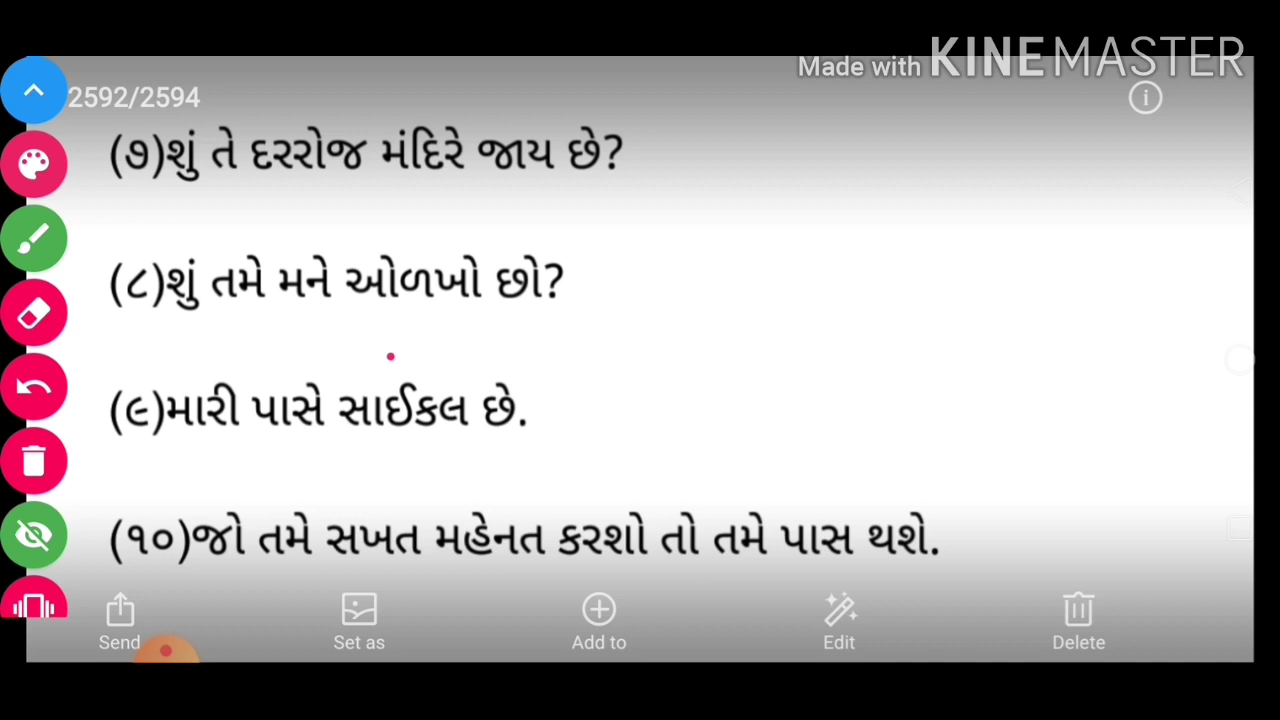 Made with KINEMASTER
2592/2594
(૭)શું તે દરરોજ મંદિરે જાય છે?
(૮)શું તમે મને ઓળખો છો?
(૯)મારી પાસે સાઈકલ છે.
(૧૦)જો તમે સખત મહેનત કરશો તો તમે પાસ થશે.
Send Set as Add to Edit Delete